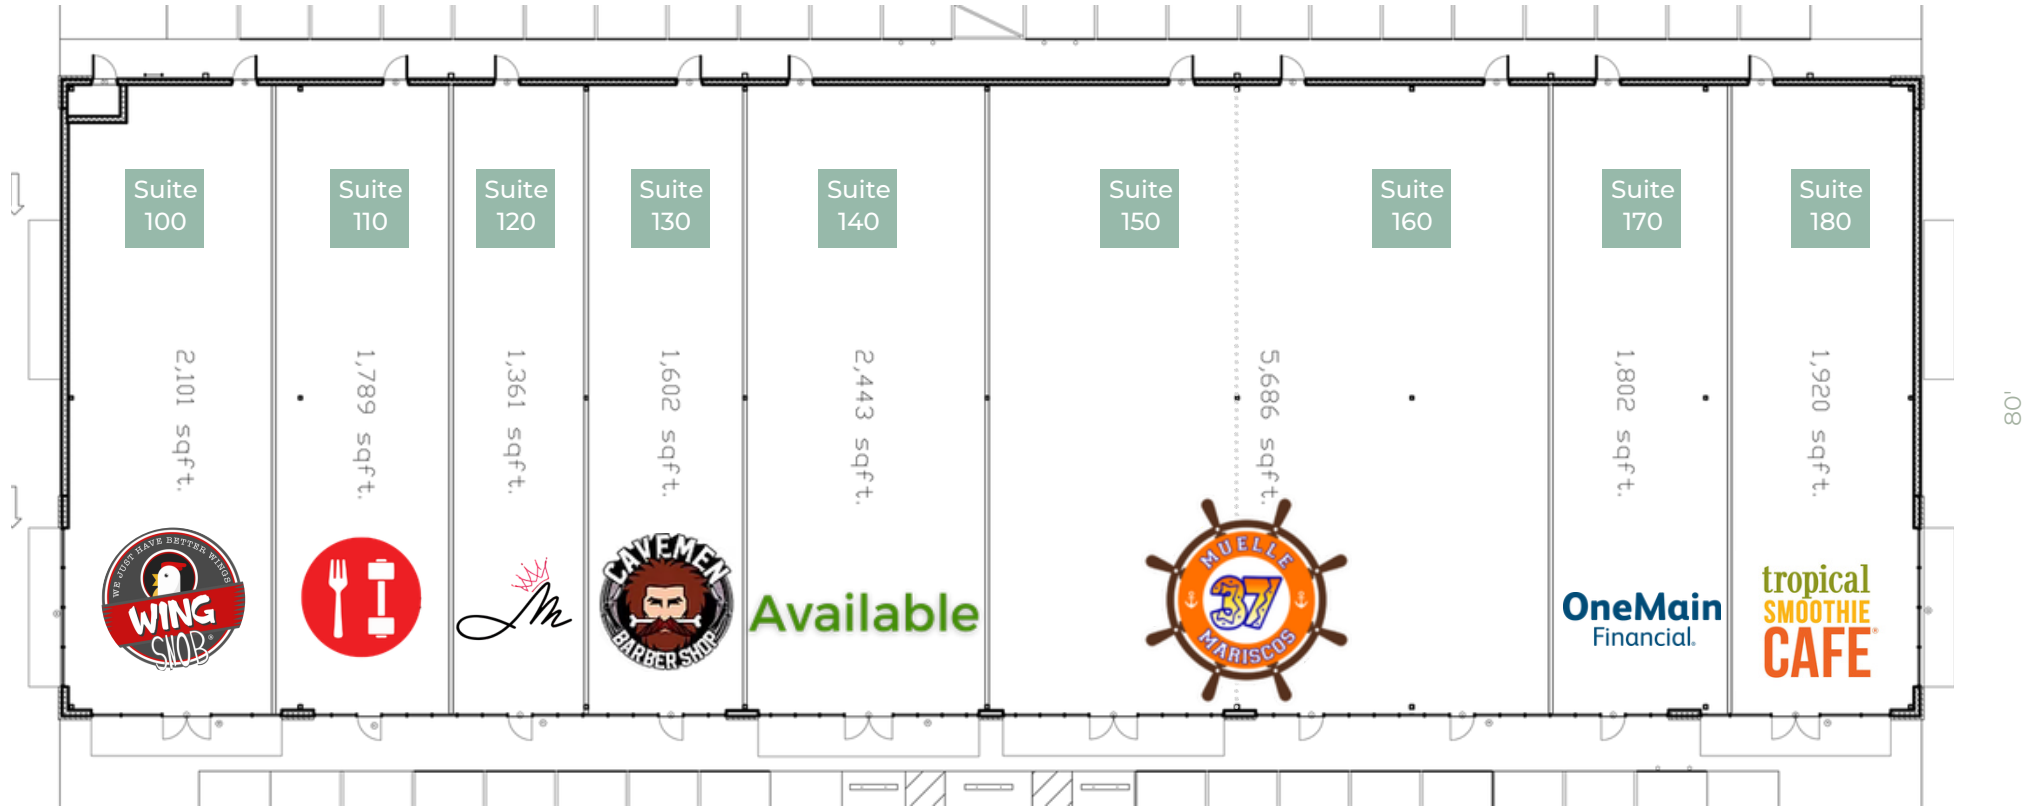 Suite
100
Suite
110
Suite
120
Suite
130
Suite
140
Suite
150
Suite
160
Suite
170
Suite
180
2,101 sqft.
1,789 sqft.
1,361 sqft.
1,602 sqft.
2,443 sqft.
5,686 sqft.
1,802 sqft.
1,920 sqft.
80'
WE JUST HAVE BETTER WINGS
WING
SNOB®
M
CAVEMEN
BARBER SHOP
Available
MUELLE
37
MARISCOS
OneMain
Financial®
tropical
SMOOTHIE
CAFE®